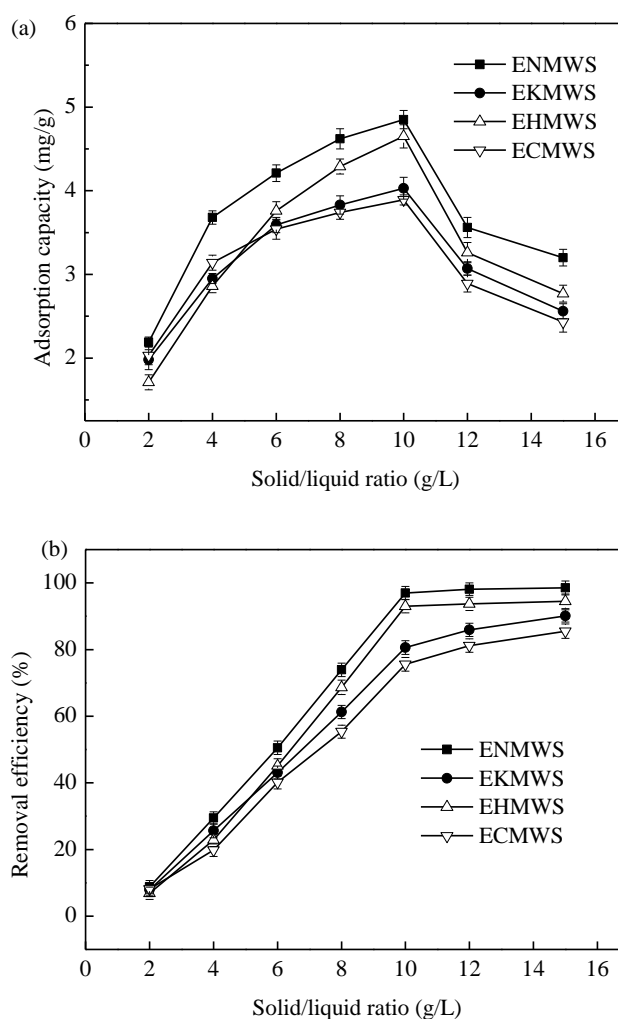 (a)
6
5
4
3
2
0 2 4 6 8 10 12 14 16
Adsorption capacity (mg/g)
Solid/liquid ratio (g/L)
ENMWS
EKMWS
EHMWS
ECMWS
(b)
100
80
60
40
20
0
0 2 4 6 8 10 12 14 16
Removal efficiency (%)
Solid/liquid ratio (g/L)
ENMWS
EKMWS
EHMWS
ECMWS